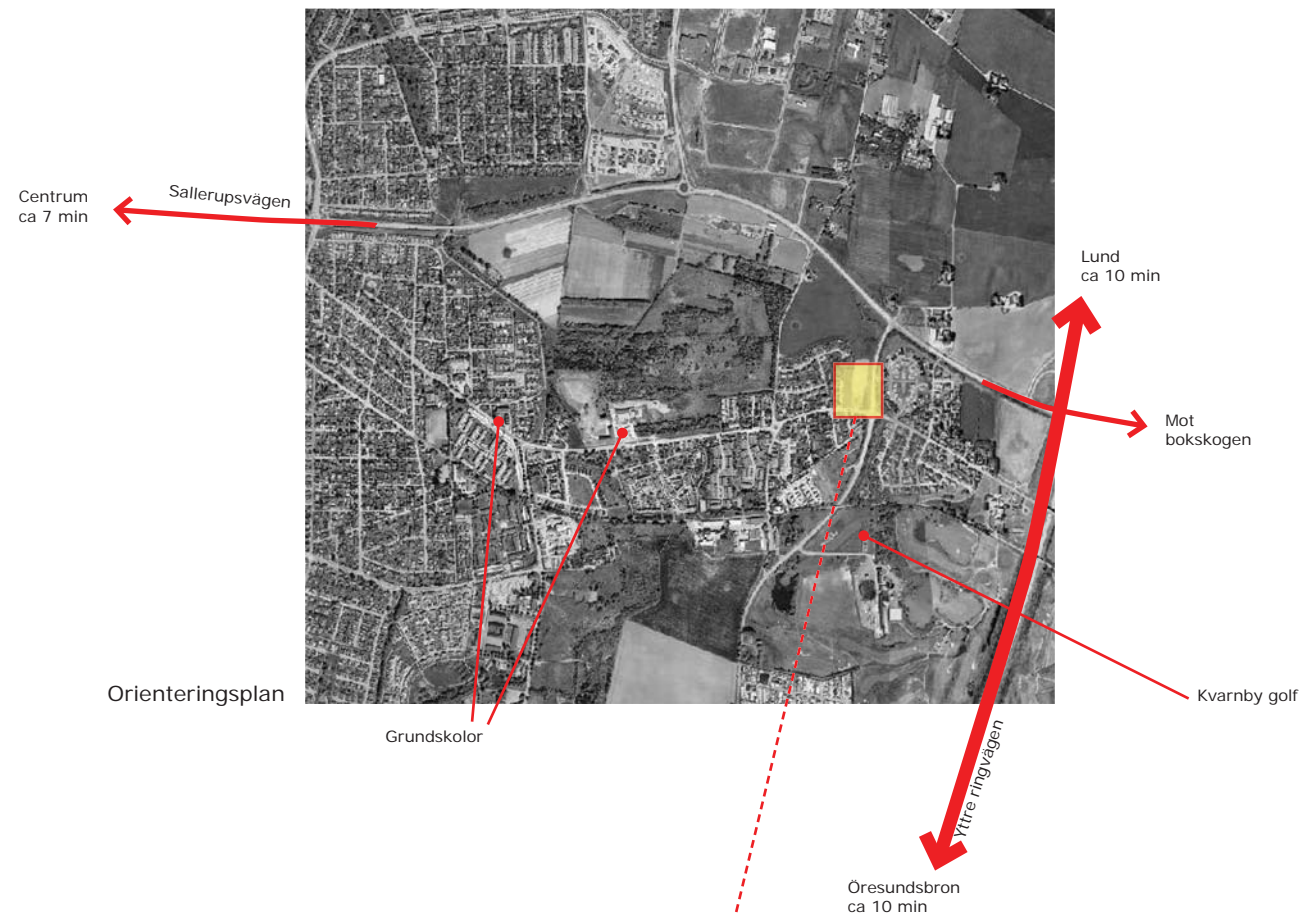 Centrum
ca 7 min
Sallerupsvägen
Lund
ca 10 min
Mot
bokskogen
Orienteringsplan
Grundskolor
Kvarnby golf
Yttre ringvägen
Öresundsbron
ca 10 min